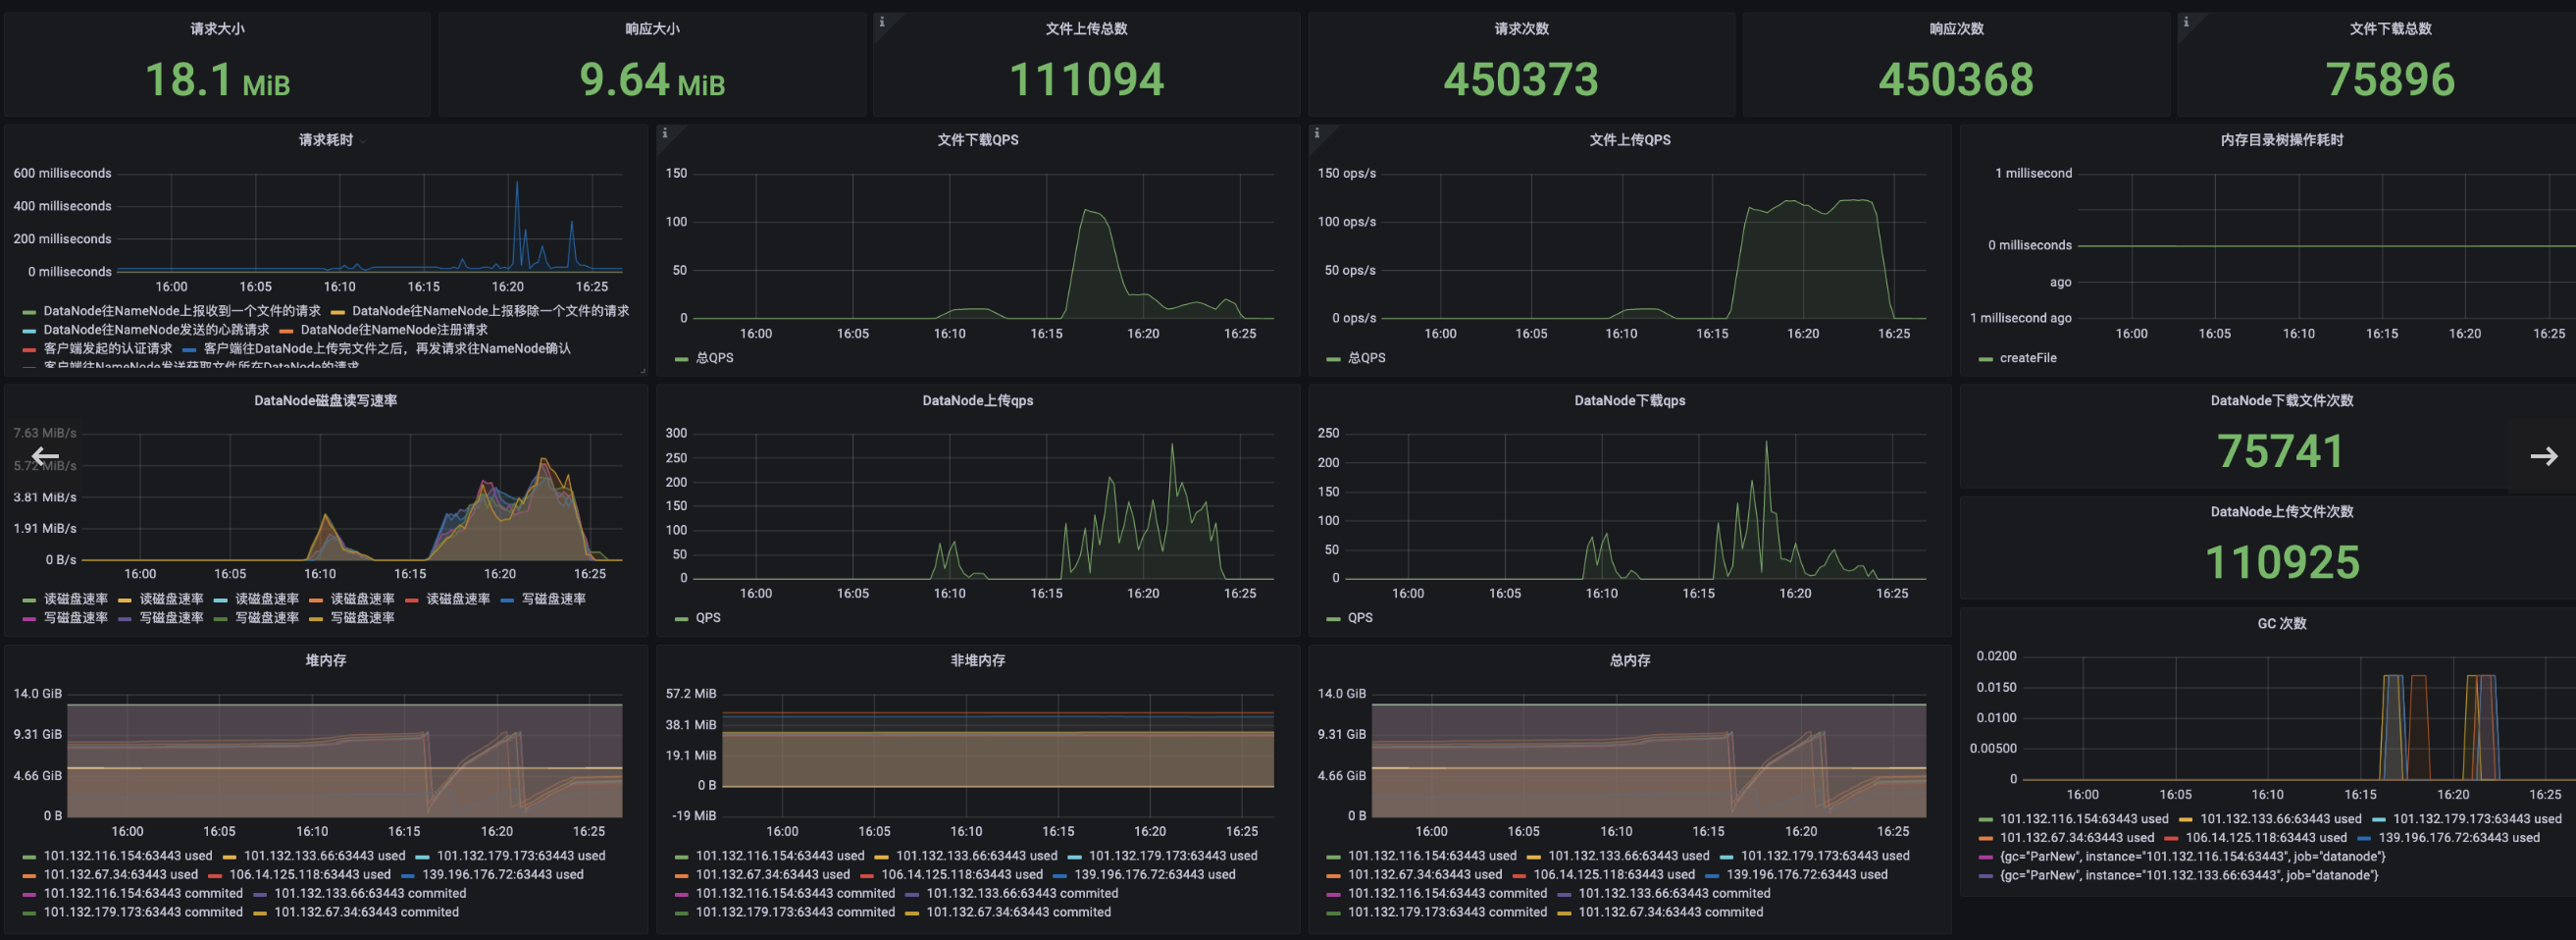 请求大小
18.1 MiB
响应大小
9.64 MiB
文件上传总数
111094
请求次数
450373
响应次数
450368
文件下载总数
75896
请求耗时
600 milliseconds
400 milliseconds
200 milliseconds
0 milliseconds
16:00 16:05 16:10 16:15 16:20 16:25
DataNode往NameNode上报收到一个文件的请求 DataNode往NameNode上报移除一个文件的请求
DataNode往NameNode发送的心跳请求 DataNode往NameNode注册请求
客户端发起的认证请求 客户端往DataNode上传完文件之后，再发请求往NameNode确认
客户端往NameNode发送获取文件所在DataNode的请求
文件下载QPS
150
100
50
0
16:00 16:05 16:10 16:15 16:20 16:25
总QPS
文件上传QPS
150 ops/s
100 ops/s
50 ops/s
0 ops/s
16:00 16:05 16:10 16:15 16:20 16:25
总QPS
内存目录树操作耗时
1 millisecond
0 milliseconds
ago
1 millisecond ago
16:00 16:05 16:10 16:15 16:20 16:25
createFile
DataNode磁盘读写速率
7.63 MiB/s
5.72 MiB/s
3.81 MiB/s
1.91 MiB/s
0 B/s
16:00 16:05 16:10 16:15 16:20 16:25
读磁盘速率 读磁盘速率 读磁盘速率 读磁盘速率 读磁盘速率 写磁盘速率
写磁盘速率 写磁盘速率 写磁盘速率 写磁盘速率
DataNode上传qps
300
250
200
150
100
50
0
16:00 16:05 16:10 16:15 16:20 16:25
QPS
DataNode下载qps
250
200
150
100
50
0
16:00 16:05 16:10 16:15 16:20 16:25
QPS
DataNode下载文件次数
75741
DataNode上传文件次数
110925
堆内存
14.0 GiB
9.31 GiB
4.66 GiB
0 B
16:00 16:05 16:10 16:15 16:20 16:25
101.132.116.154:63443 used 101.132.133.66:63443 used 101.132.179.173:63443 used
101.132.67.34:63443 used 106.14.125.118:63443 used 139.196.176.72:63443 used
101.132.116.154:63443 commited 101.132.133.66:63443 commited
101.132.179.173:63443 commited 101.132.67.34:63443 commited
非堆内存
57.2 MiB
38.1 MiB
19.1 MiB
0 B
-19 MiB
16:00 16:05 16:10 16:15 16:20 16:25
101.132.116.154:63443 used 101.132.133.66:63443 used 101.132.179.173:63443 used
101.132.67.34:63443 used 106.14.125.118:63443 used 139.196.176.72:63443 used
101.132.116.154:63443 commited 101.132.133.66:63443 commited
101.132.179.173:63443 commited 101.132.67.34:63443 commited
总内存
14.0 GiB
9.31 GiB
4.66 GiB
0 B
16:00 16:05 16:10 16:15 16:20 16:25
101.132.116.154:63443 used 101.132.133.66:63443 used 101.132.179.173:63443 used
101.132.67.34:63443 used 106.14.125.118:63443 used 139.196.176.72:63443 used
101.132.116.154:63443 commited 101.132.133.66:63443 commited
101.132.179.173:63443 commited 101.132.67.34:63443 commited
GC 次数
0.0200
0.0150
0.0100
0.00500
0
16:00 16:05 16:10 16:15 16:20 16:25
101.132.116.154:63443 used 101.132.133.66:63443 used 101.132.179.173:63443 used
101.132.67.34:63443 used 106.14.125.118:63443 used 139.196.176.72:63443 used
{gc="ParNew", instance="101.132.116.154:63443", job="datanode"}
{gc="ParNew", instance="101.132.133.66:63443", job="datanode"}